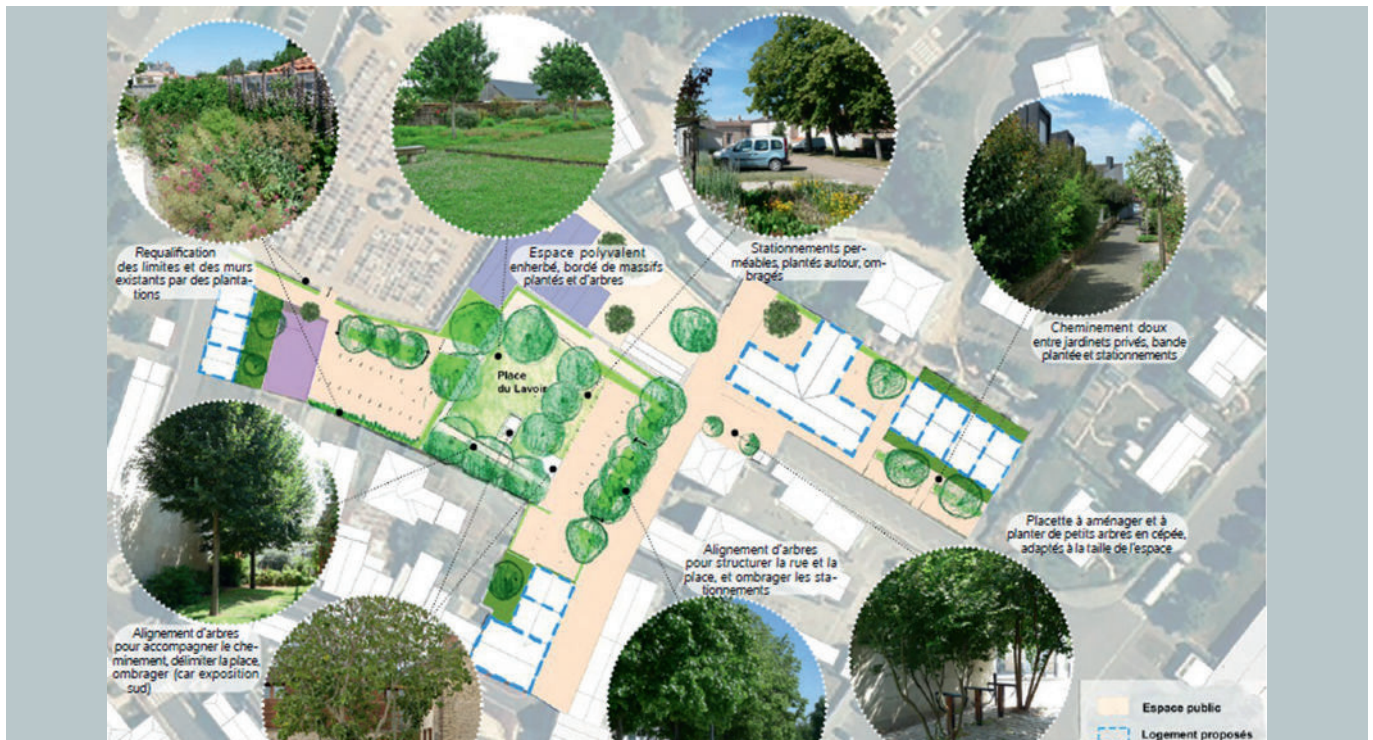 Requalification
des limites et des murs
existants par des planta-
tions
Espace polyvalent
enherbé, bordé de massifs
plantés et d'arbres
Stationnements per-
méables, plantés autour, om-
bragés
Cheminement doux
entre jardinets privés, bande
plantée et stationnements
Place
du Lavoir
Placette à aménager et à
planter de petits arbres en cépée,
adaptés à la taille de l'espace
Alignement d'arbres
pour structurer la rue et la
place, et ombrager les sta-
tionnements
Alignement d'arbres
pour accompagner le che-
minement, délimiter la place,
ombrager (car exposition
sud)
Espace public
Logement proposés